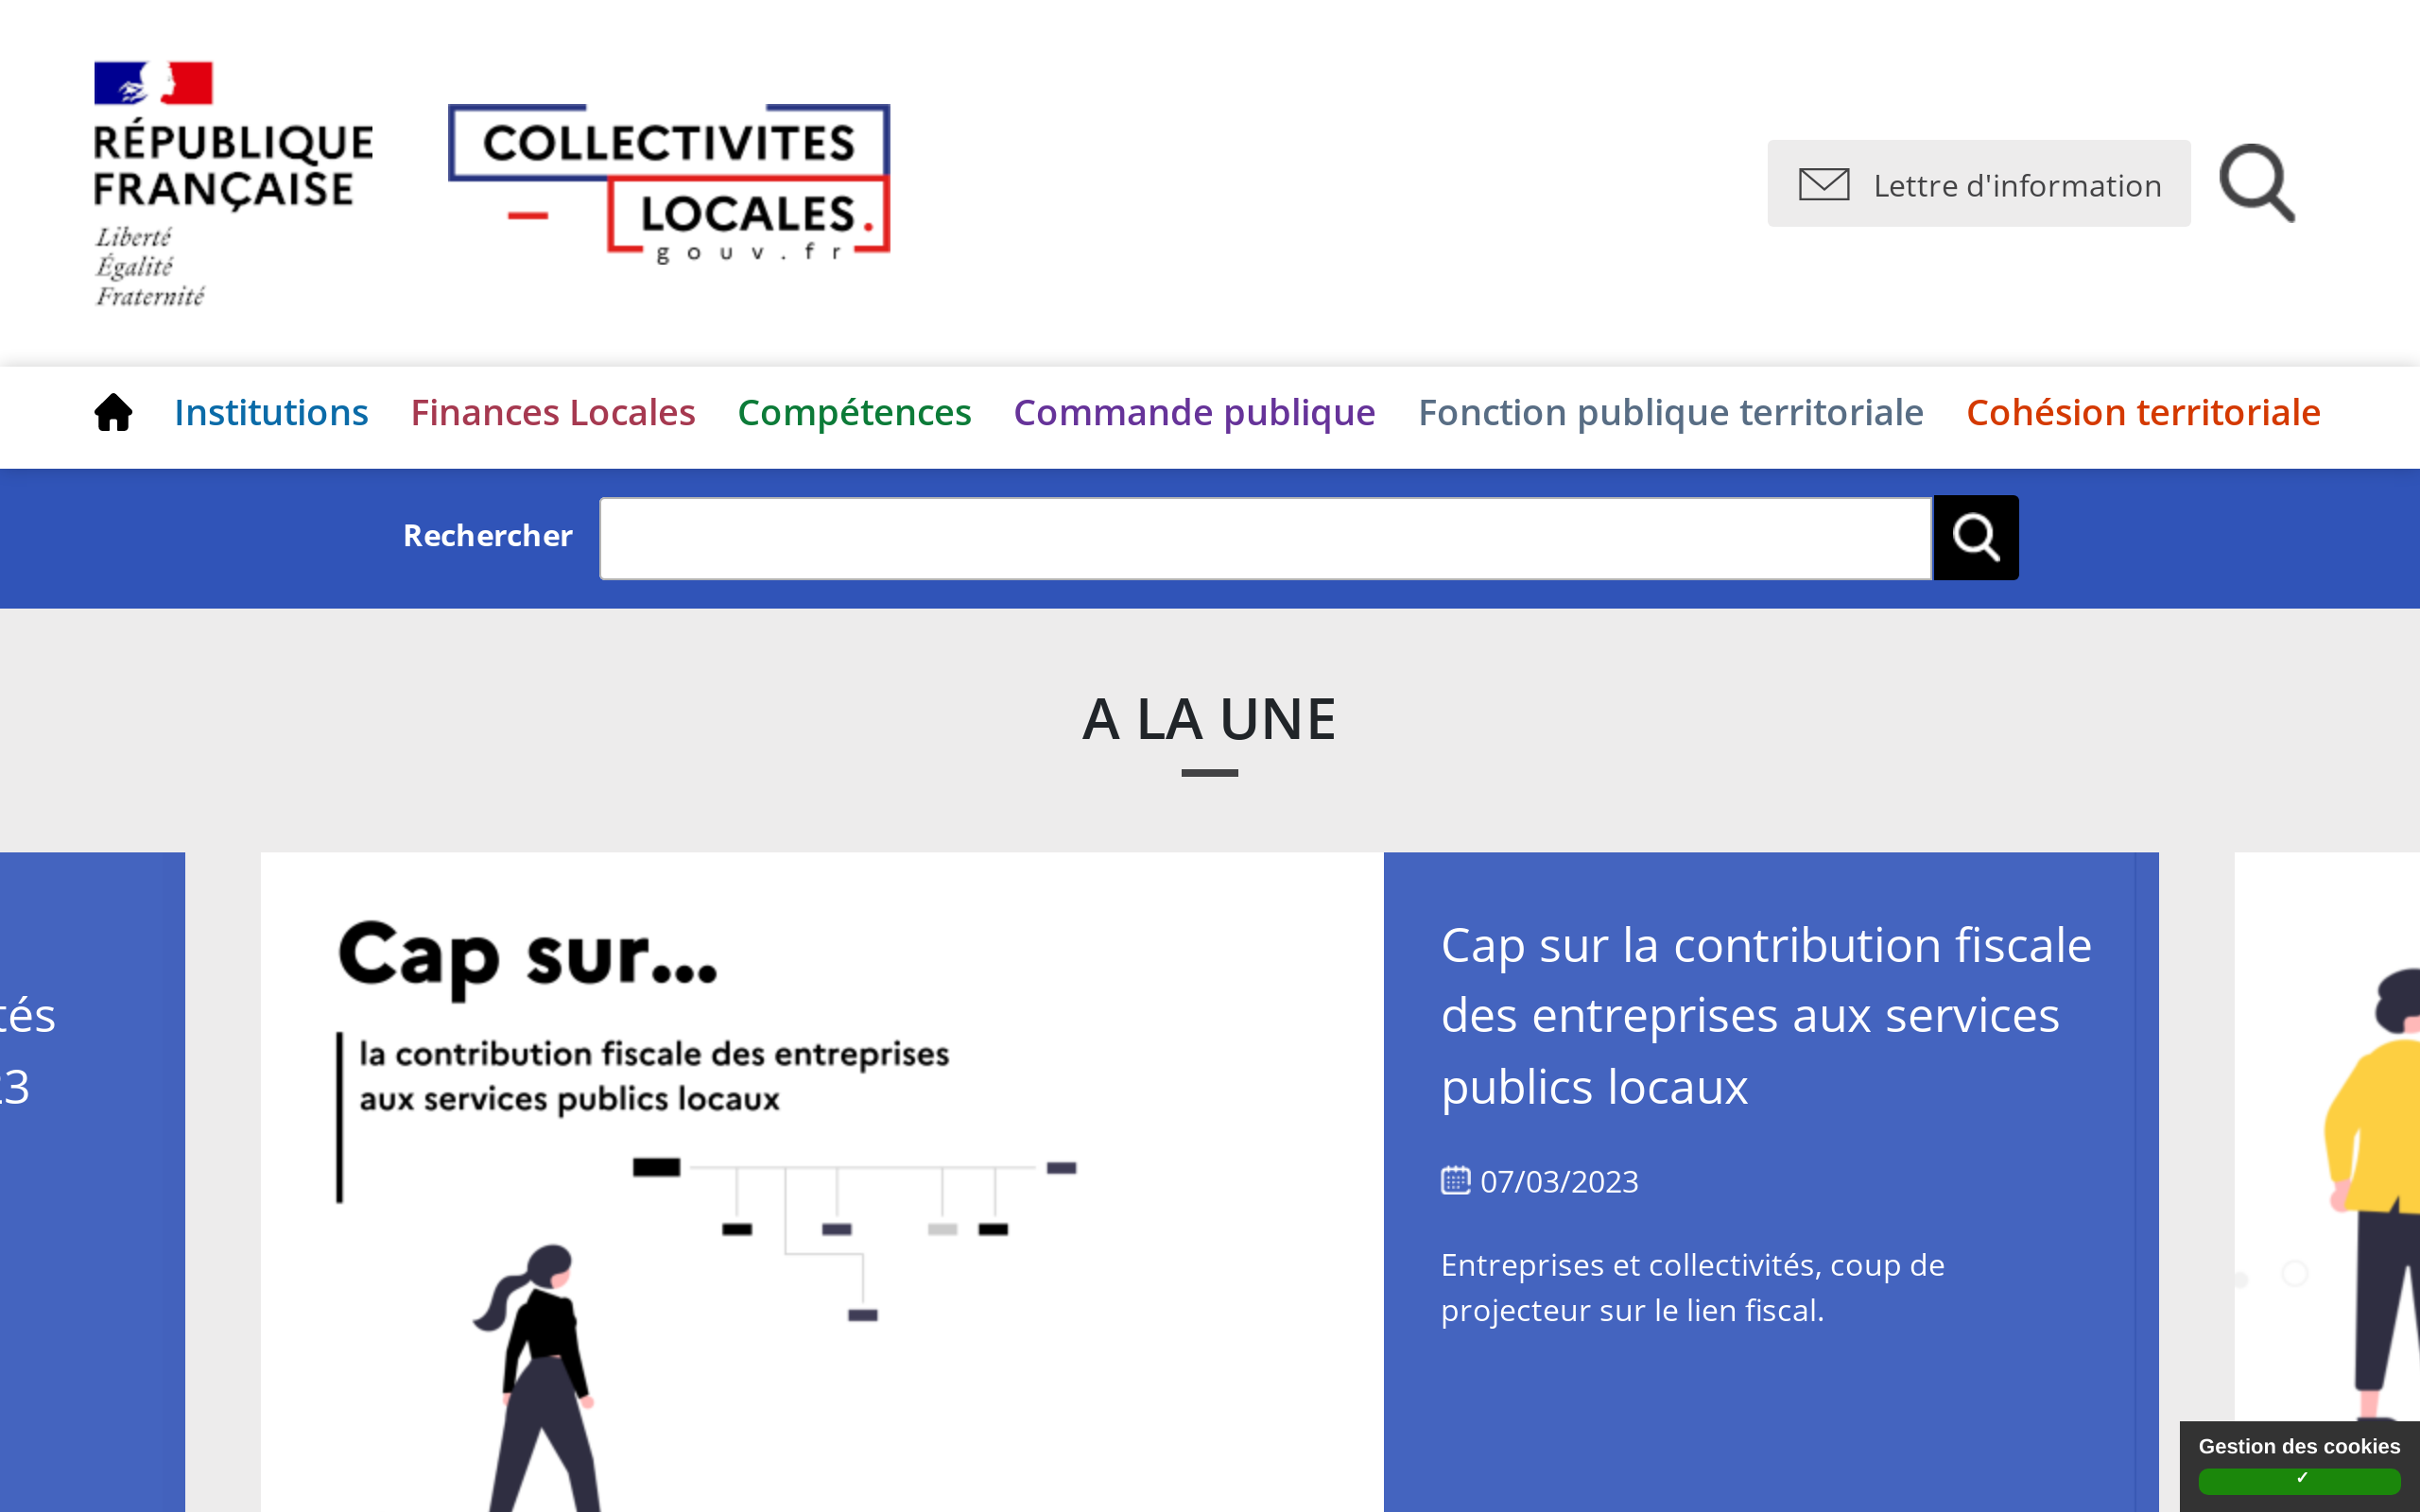 RÉPUBLIQUE
FRANÇAISE
Liberté
Égalité
Fraternité
COLLECTIVITES
LOCALES.
gouv.fr
Lettre d'information
Institutions Finances Locales Compétences Commande publique Fonction publique territoriale Cohésion territoriale
Rechercher
A LA UNE
Cap sur...
la contribution fiscale des entreprises
aux services publics locaux
Cap sur la contribution fiscale
des entreprises aux services
publics locaux
07/03/2023
Entreprises et collectivités, coup de
projecteur sur le lien fiscal.
Gestion des cookies
✓